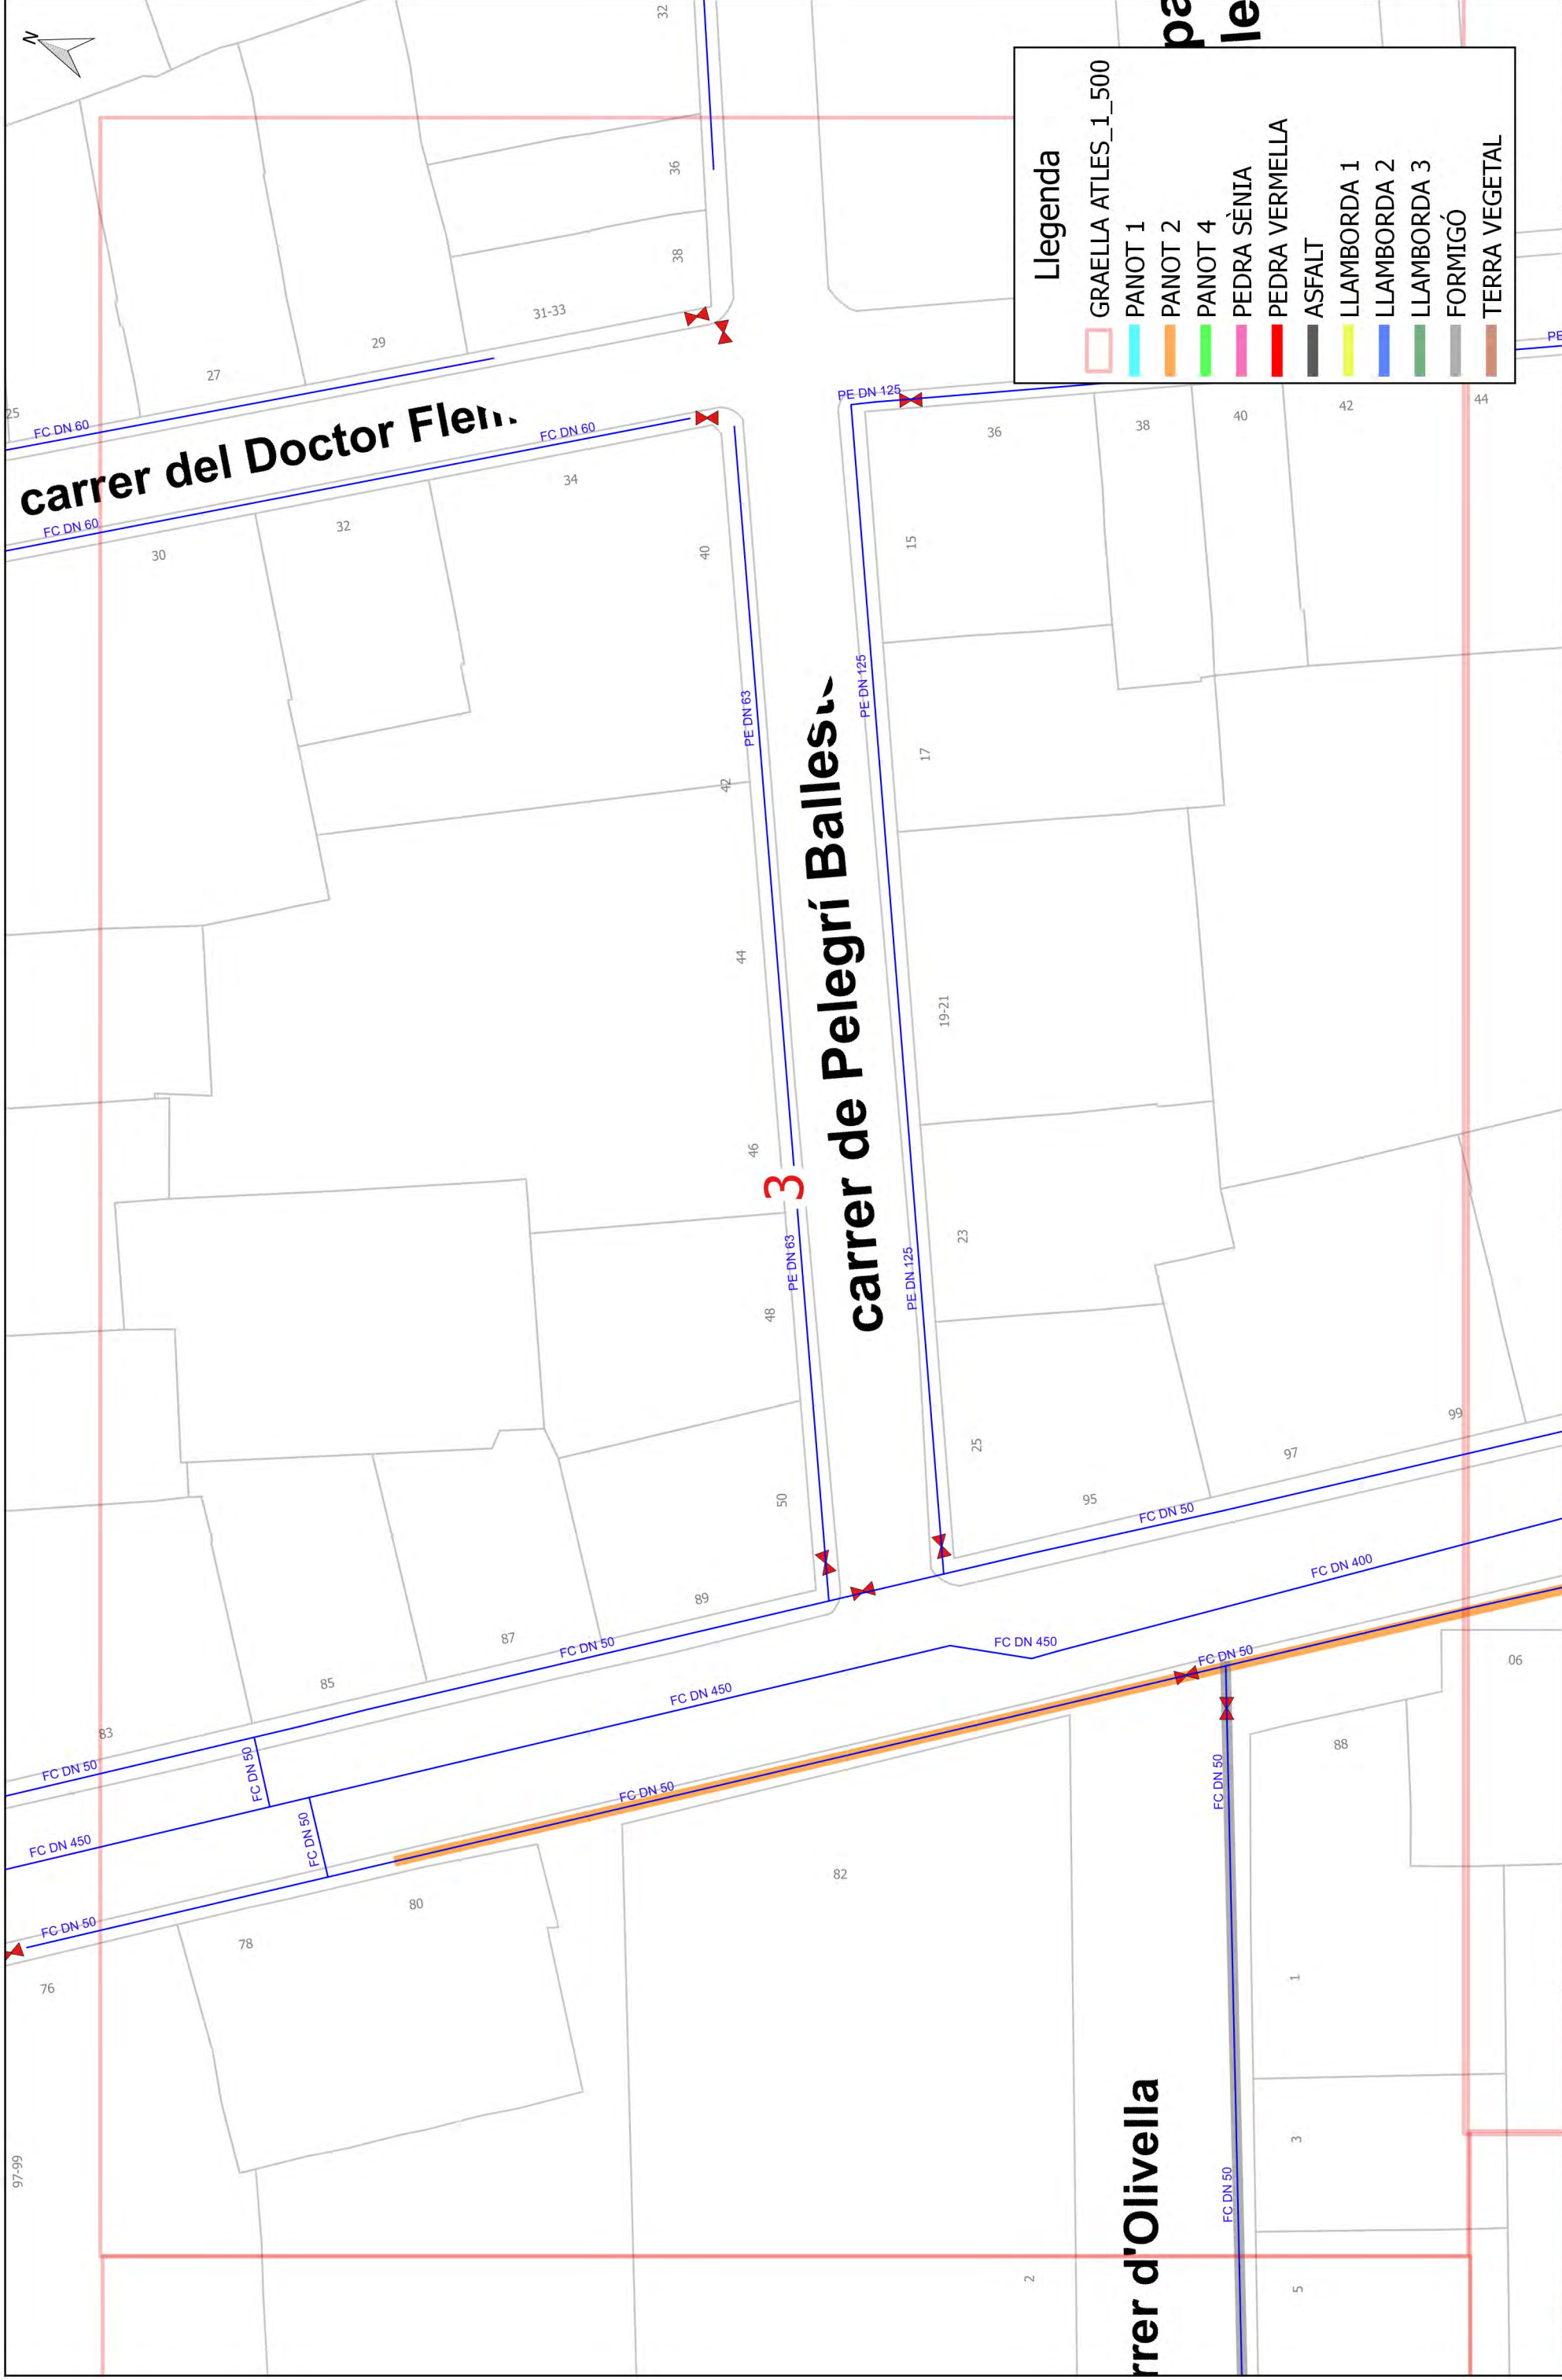 N
32
36
38
31-33
29
27
25
FC DN 60
carrer del Doctor Flem
FC DN 60
FC DN 60
30
32
34
40
PE DN 125
36
38
40
42
44
PE
15
PE DN 63
PE DN 125
42
17
carrer de Pelegrí Ballest
44
19-21
46
3
PE DN 63
48
23
PE DN 125
50
25
95
97
99
FC DN 50
FC DN 400
89
87
85
83
FC DN 50
FC DN 50
FC DN 450
FC DN 450
FC DN 50
FC DN 50
FC DN 450
FC DN 50
FC DN 50
FC DN 50
FC DN 50
76
78
80
82
88
06
1
3
5
2
97-99
FC DN 50
rrer d'Olivella
pa
le
Llegenda
GRAELLA ATLES_1_500
PANOT 1
PANOT 2
PANOT 4
PEDRA SÈNIA
PEDRA VERMELLA
ASFALT
LLAMBORDA 1
LLAMBORDA 2
LLAMBORDA 3
FORMIGÓ
TERRA VEGETAL